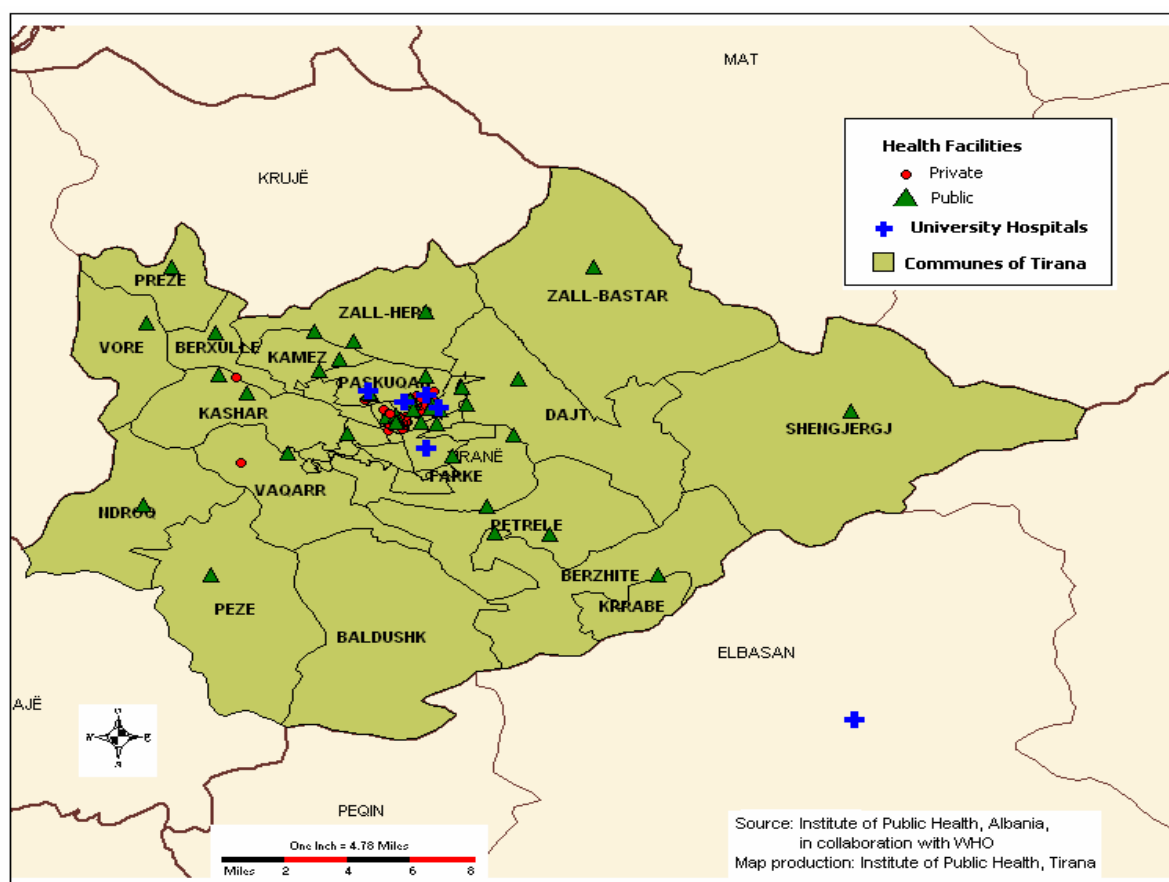 MAT
Health Facilities
Private
Public
University Hospitals
Communes of Tirana
KRUJË
PREZE
ZALL-BASTAR
ZALL-HERR
VORE
BERXULLE
KAMEZ
PASKUQAN
KASHAR
DAJT
SHENGJERGJ
FARKE
VAQARR
NDROQ
PETRELE
BERZHITE
PEZE
KRRABE
BALDUSHK
ELBASAN
AJË
PEQIN
One Inch = 4.78 Miles
Miles 2 4 6 8
Source: Institute of Public Health, Albania,
in collaboration with WHO
Map production: Institute of Public Health, Tirana